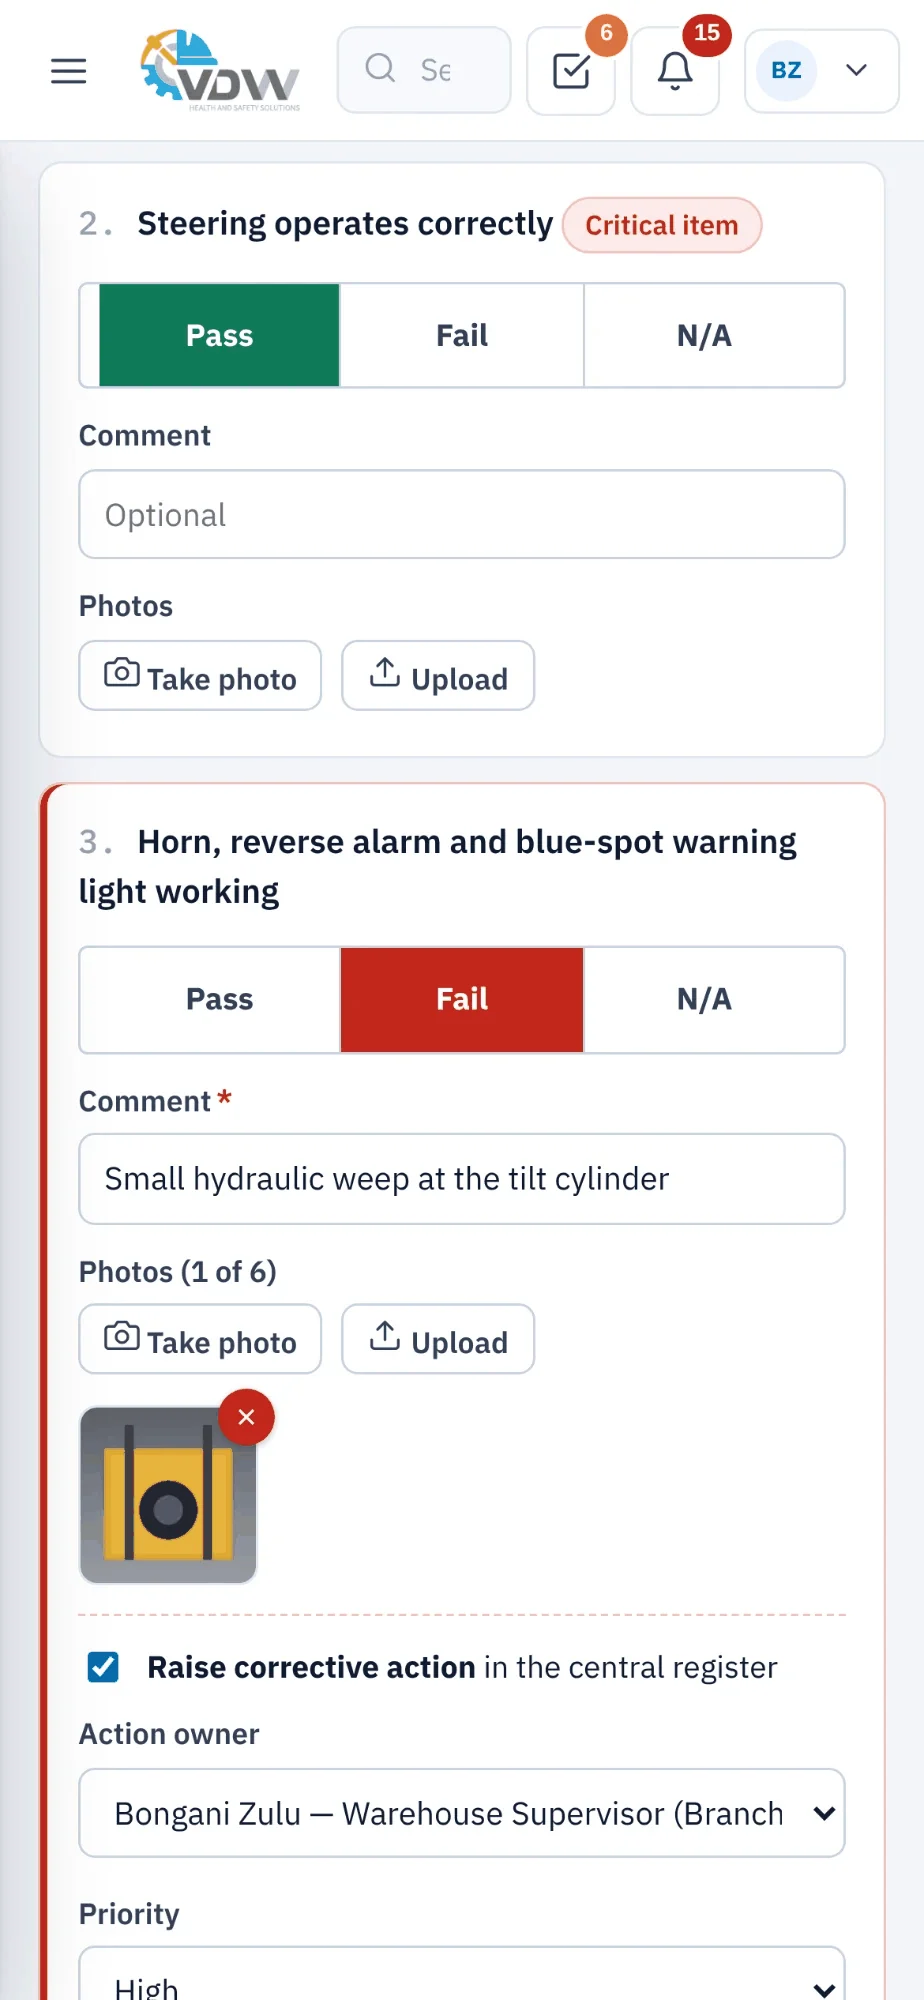 VDW
HEALTH AND SAFETY SOLUTIONS
Se
6
15
BZ
2. Steering operates correctly Critical item
Pass Fail N/A
Comment
Optional
Photos
Take photo Upload
3. Horn, reverse alarm and blue-spot warning
light working
Pass Fail N/A
Comment *
Small hydraulic weep at the tilt cylinder
Photos (1 of 6)
Take photo Upload
Raise corrective action in the central register
Action owner
Bongani Zulu — Warehouse Supervisor (Branch
Priority
High